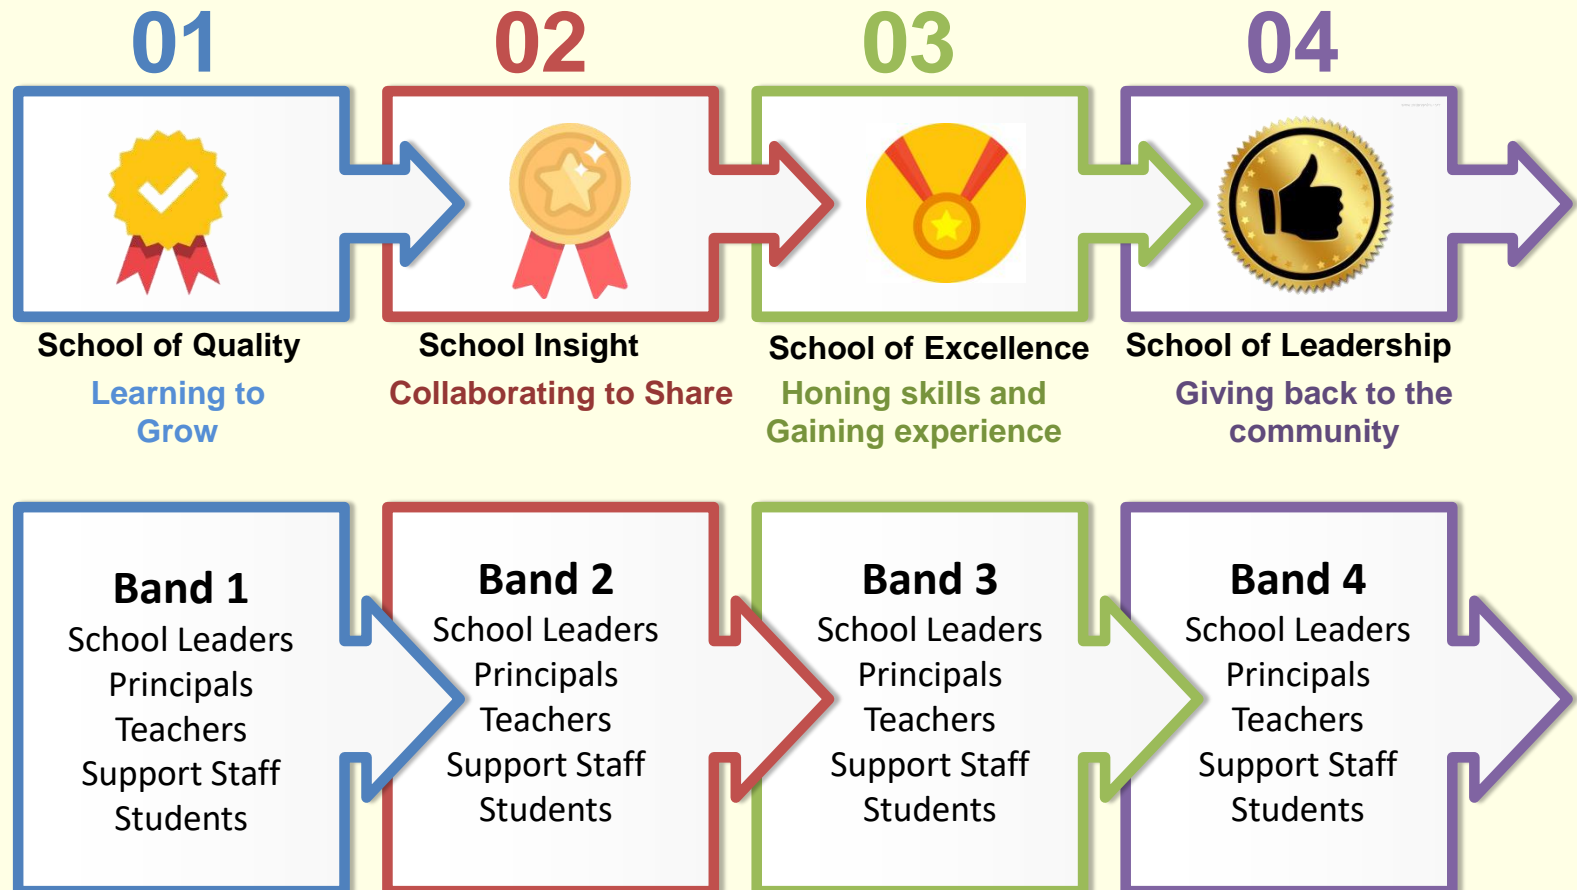 01
02
03
04
School of Quality
School Insight
School of Excellence
School of Leadership
Learning to
Grow
Collaborating to Share
Honing skills and
Gaining experience
Giving back to the
community
Band 1
School Leaders
Principals
Teachers
Support Staff
Students
Band 2
School Leaders
Principals
Teachers
Support Staff
Students
Band 3
School Leaders
Principals
Teachers
Support Staff
Students
Band 4
School Leaders
Principals
Teachers
Support Staff
Students